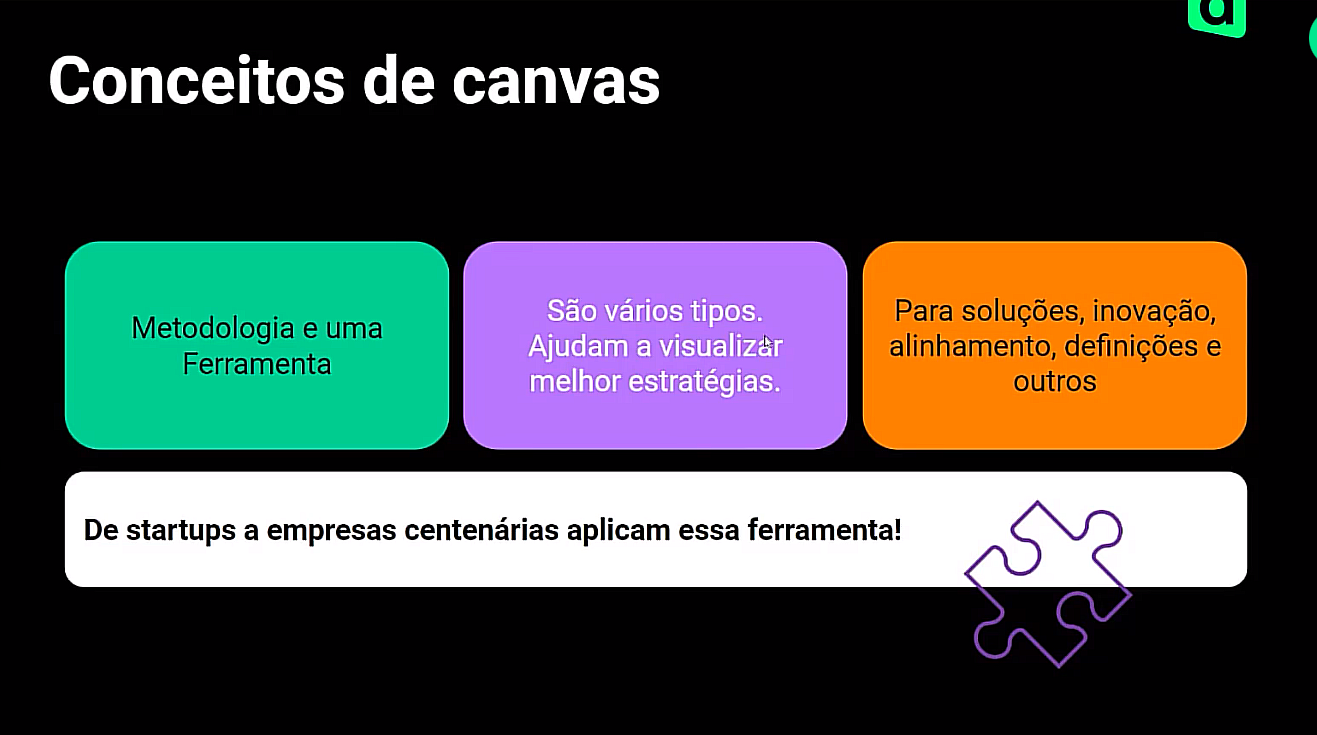 Conceitos de canvas
Metodologia e uma
Ferramenta
São vários tipos.
Ajudam a visualizar
melhor estratégias.
Para soluções, inovação,
alinhamento, definições e
outros
De startups a empresas centenárias aplicam essa ferramenta!